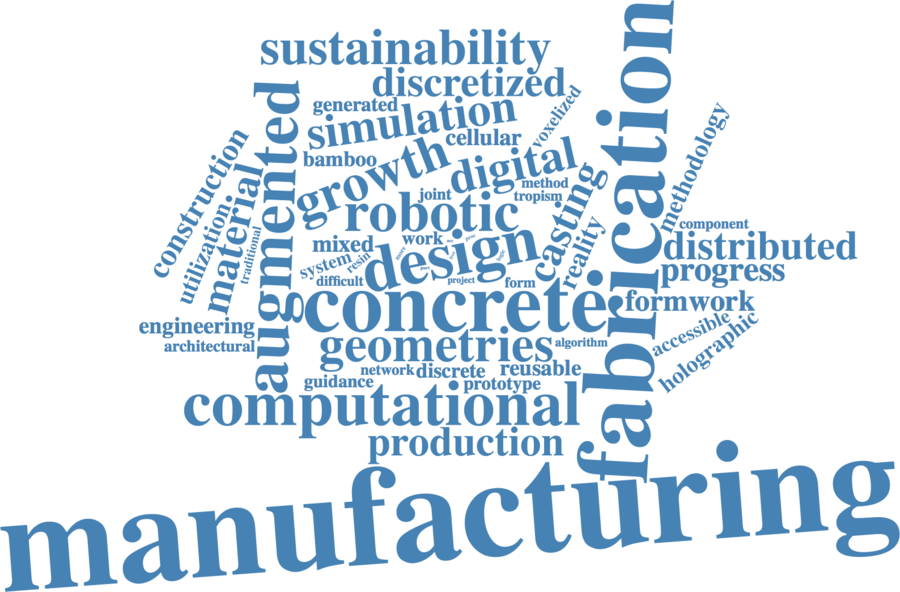 sustainability
discretized
generated
simulation
voxelized
cellular
augmented
fabrication
bamboo
growth
digital
construction
methodology
material
method
joint
tropism
casting
robotic
utilization
traditional
component
mixed
work
design
reality
distributed
system
resin
progress
difficult
project
form
concrete
formwork
engineering
accessible
architectural
geometries
algorithm
holographic
network
discrete
reusable
guidance
prototype
computational
production
manufacturing